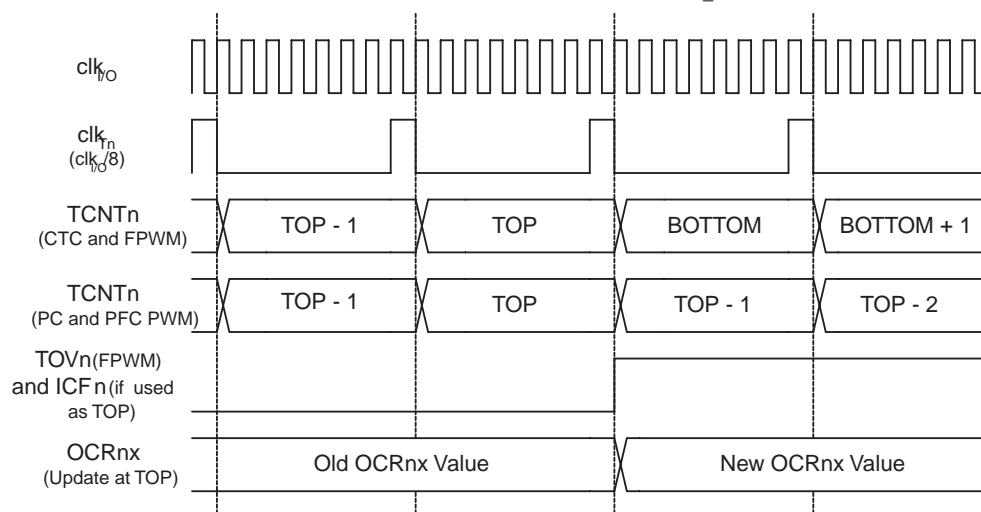 clkI/O
clkTn
(clkI/O/8)
TCNTn
(CTC and FPWM)
TOP - 1
TOP
BOTTOM
BOTTOM + 1
TCNTn
(PC and PFC PWM)
TOP - 1
TOP
TOP - 1
TOP - 2
TOVn(FPWM)
and ICFn(if used
as TOP)
OCRnx
(Update at TOP)
Old OCRnx Value
New OCRnx Value